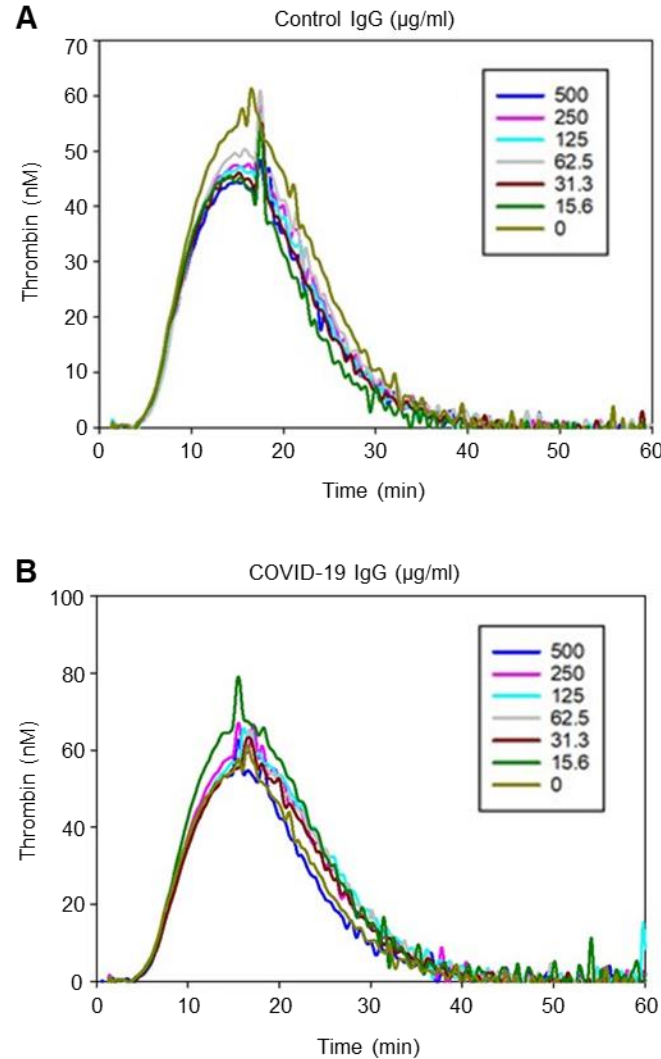 A
Control IgG (µg/ml)
70
60
50
40
30
20
10
0
Thrombin (nM)
500
250
125
62.5
31.3
15.6
0
0 10 20 30 40 50 60
Time (min)
B
COVID-19 IgG (µg/ml)
100
80
60
40
20
0
Thrombin (nM)
500
250
125
62.5
31.3
15.6
0
0 10 20 30 40 50 60
Time (min)